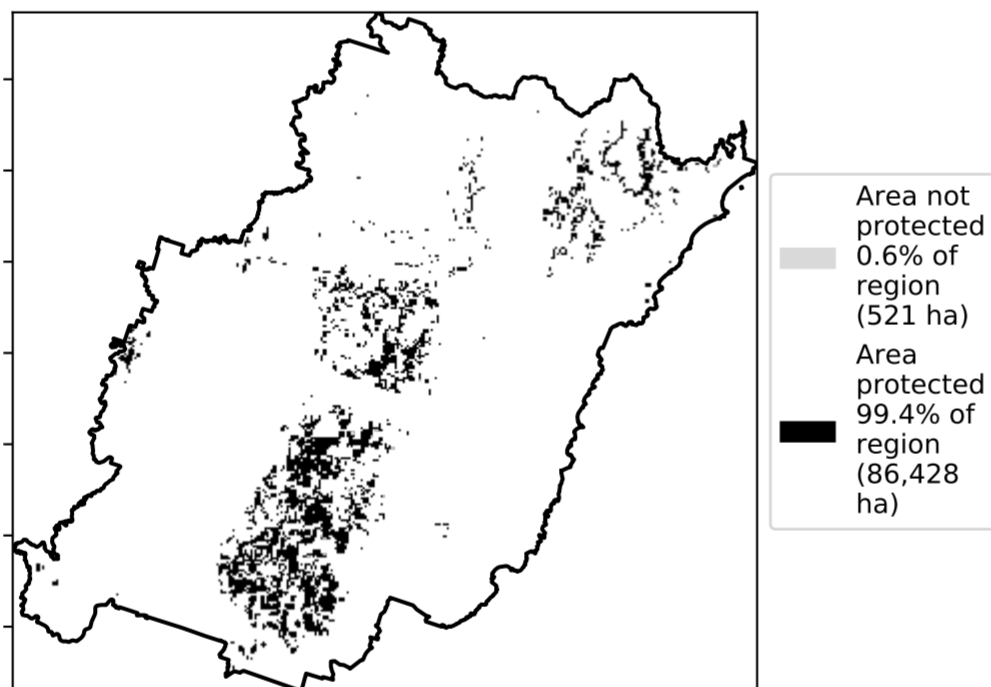 Area not
protected
0.6% of
region
(521 ha)
Area
protected
99.4% of
region
(86,428
ha)